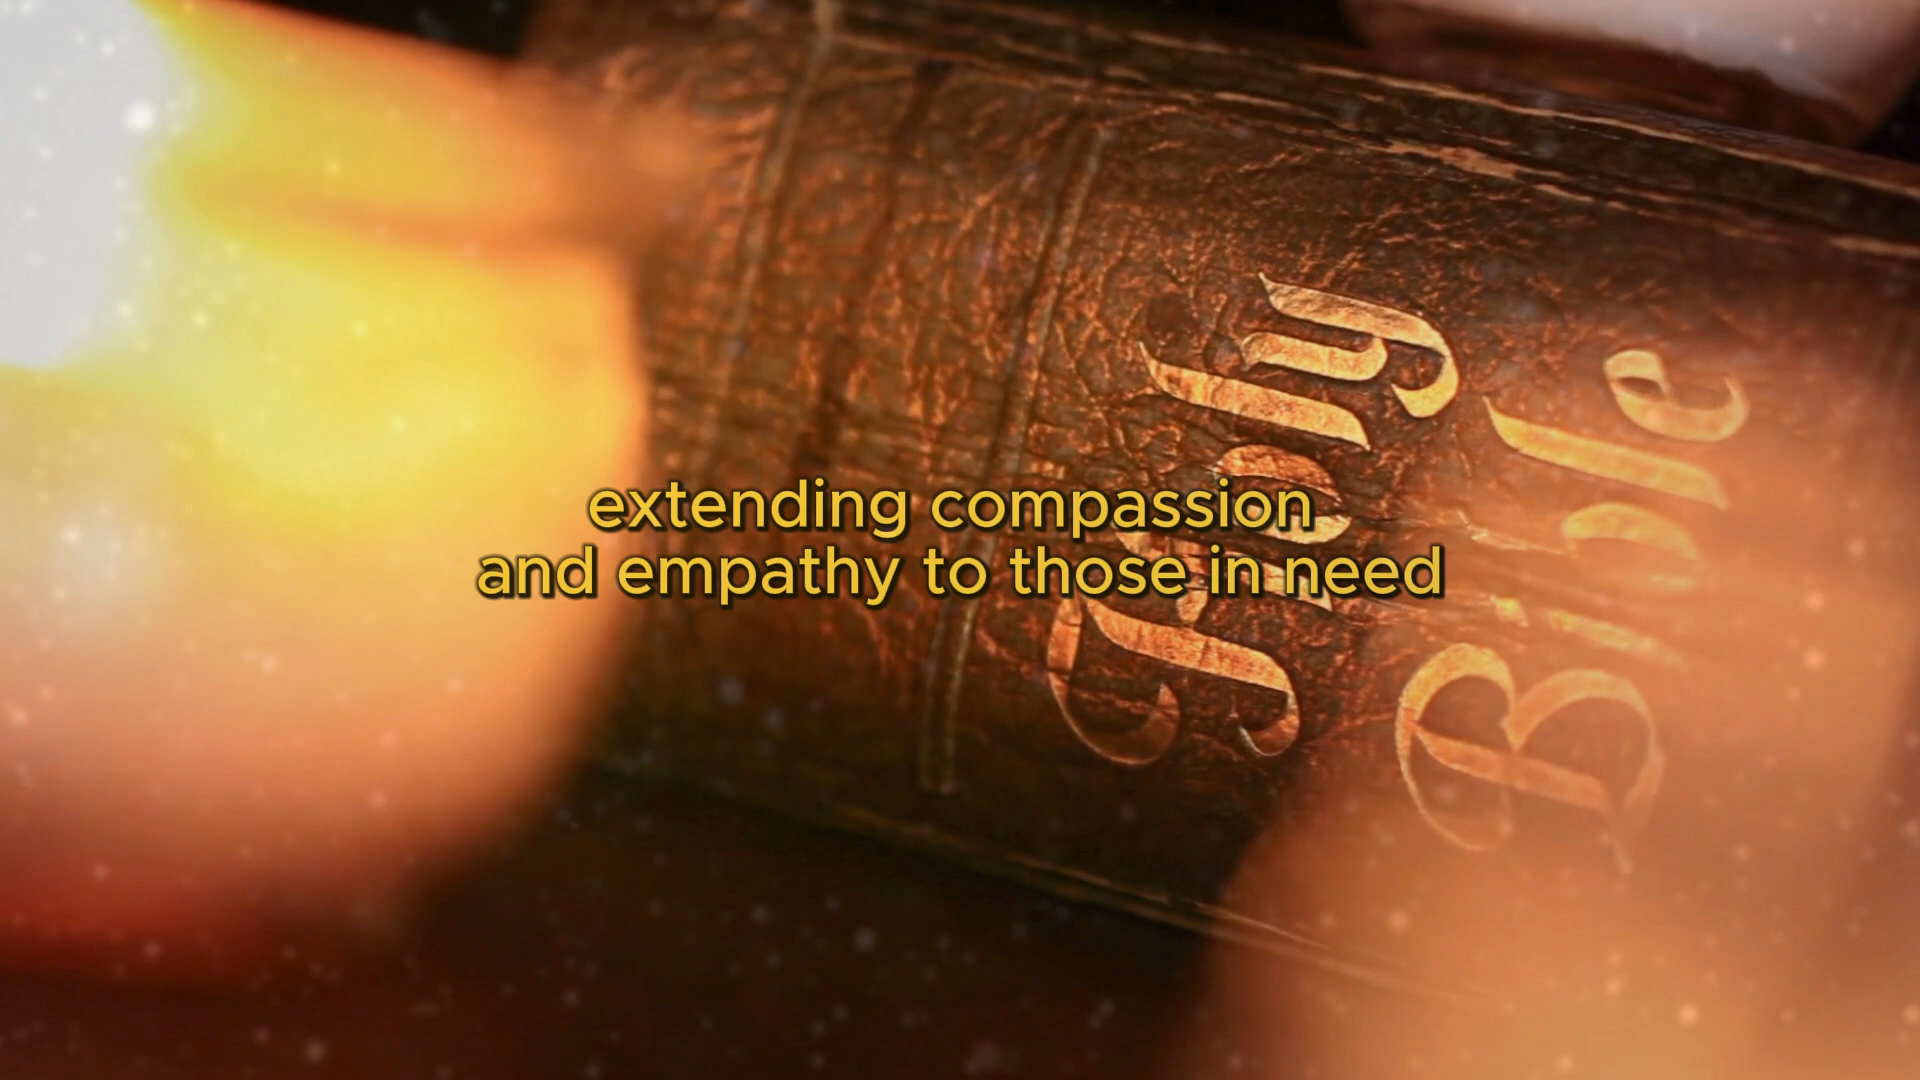 extending compassion
and empathy to those in need
Holy
Bible